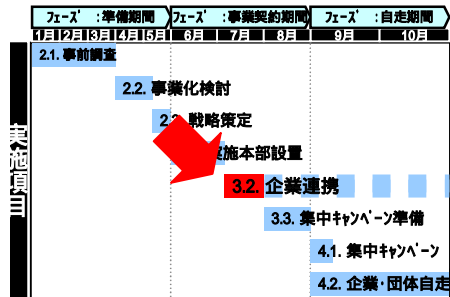 ﾌｪｰｽﾞ ：準備期間
ﾌｪｰｽﾞ ：事業契約期間
ﾌｪｰｽﾞ ：自走期間
1月 2月 3月 4月 5月 6月 7月 8月 9月 10月
実施項目
2.1. 事前調査
2.2. 事業化検討
2.3. 戦略策定
実施本部設置
3.2. 企業連携
3.3. 集中ｷｬﾝﾍﾟｰﾝ準備
4.1. 集中ｷｬﾝﾍﾟｰﾝ
4.2. 企業・団体自走